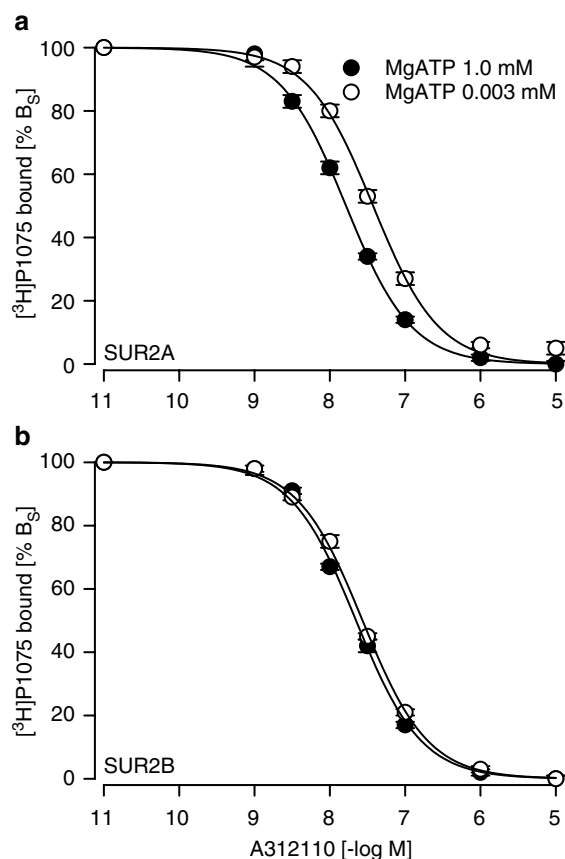 a
100
80
60
40
20
0
[³H]P1075 bound [% B_S]
MgATP 1.0 mM
MgATP 0.003 mM
SUR2A
11 10 9 8 7 6 5
b
100
80
60
40
20
0
[³H]P1075 bound [% B_S]
SUR2B
11 10 9 8 7 6 5
A312110 [-log M]